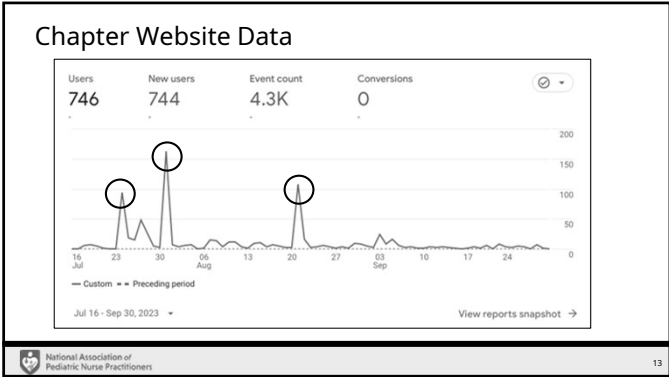 Chapter Website Data
Users New users Event count Conversions
746 744 4.3K 0
- - - -
200
150
100
50
0
16 23 30 06 13 20 27 03 10 17 24
Jul Aug Sep
Custom Preceding period
Jul 16 - Sep 30, 2023
View reports snapshot →
National Association of
Pediatric Nurse Practitioners
13